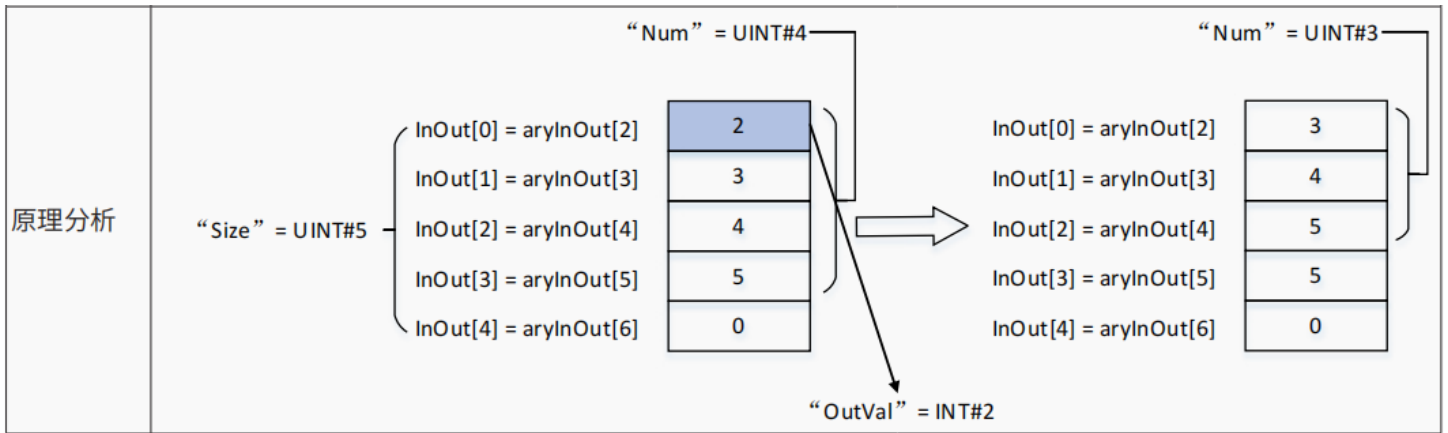 原理分析
“Num” = UINT#4
“Num” = UINT#3
“Size” = UINT#5
InOut[0] = aryInOut[2]
2
InOut[1] = aryInOut[3]
3
InOut[2] = aryInOut[4]
4
InOut[3] = aryInOut[5]
5
InOut[4] = aryInOut[6]
0
InOut[0] = aryInOut[2]
3
InOut[1] = aryInOut[3]
4
InOut[2] = aryInOut[4]
5
InOut[3] = aryInOut[5]
5
InOut[4] = aryInOut[6]
0
“OutVal” = INT#2